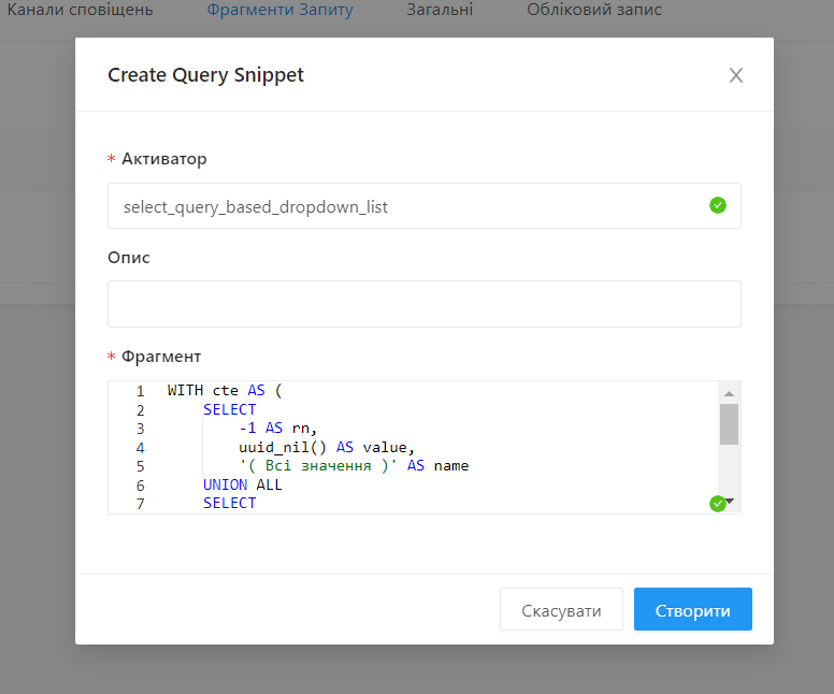 Канали сповіщень Фрагменти Запиту Загальні Обліковий запис
Create Query Snippet
* Активатор
select_query_based_dropdown_list
Опис
* Фрагмент
1 WITH cte AS (
2 SELECT
3 -1 AS rn,
4 uuid_nil() AS value,
5 '( Всі значення )' AS name
6 UNION ALL
7 SELECT
Скасувати Створити